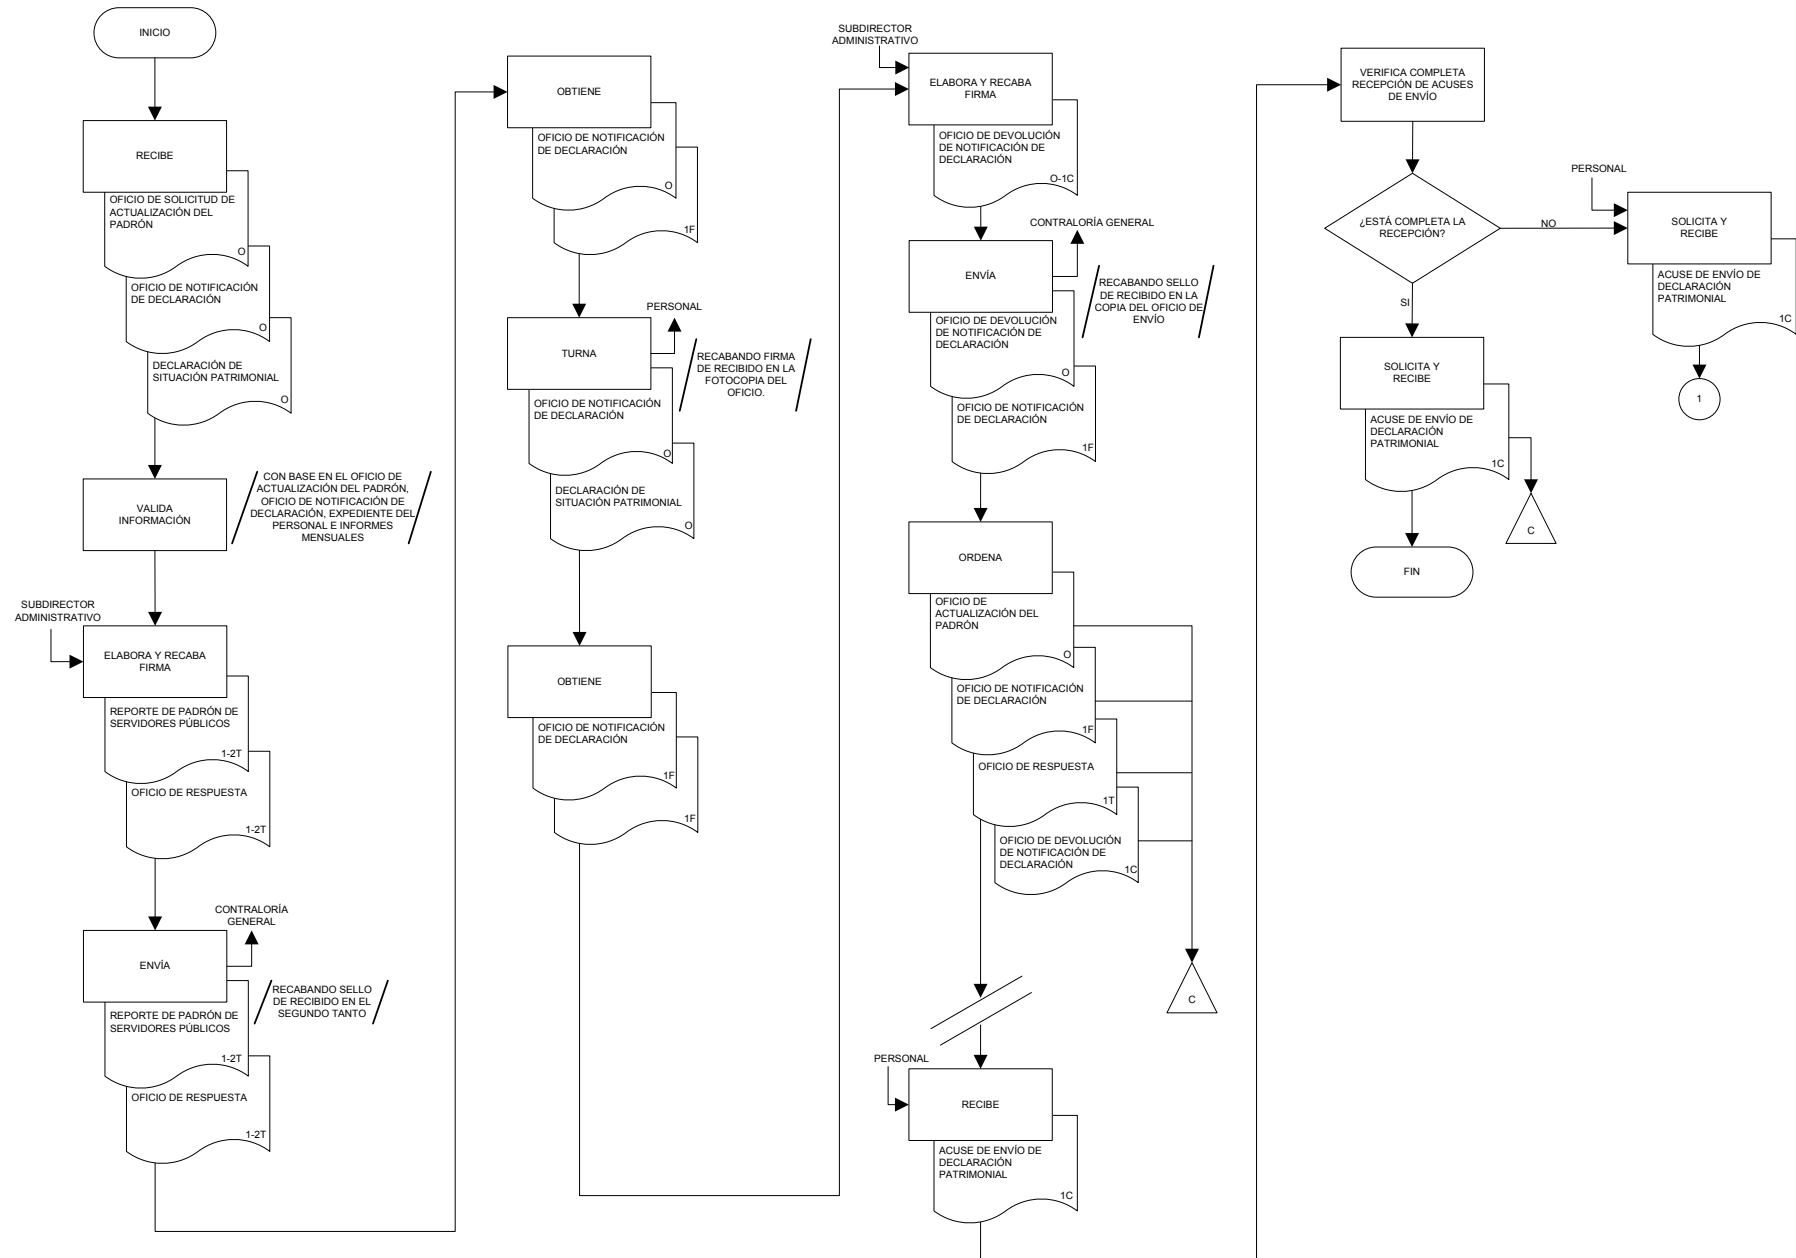 INICIO
RECIBE
OFICIO DE SOLICITUD DE
ACTUALIZACIÓN DEL
PADRÓN
O
OFICIO DE NOTIFICACIÓN
DE DECLARACIÓN
O
DECLARACIÓN DE
SITUACIÓN PATRIMONIAL
O
VALIDA
INFORMACIÓN
CON BASE EN EL OFICIO DE
ACTUALIZACIÓN DEL PADRÓN,
OFICIO DE NOTIFICACIÓN DE
DECLARACIÓN, EXPEDIENTE DEL
PERSONAL E INFORMES
MENSUALES
SUBDIRECTOR
ADMINISTRATIVO
ELABORA Y RECABA
FIRMA
REPORTE DE PADRÓN DE
SERVIDORES PÚBLICOS
1-2T
OFICIO DE RESPUESTA
1-2T
CONTRALORÍA
GENERAL
ENVÍA
RECABANDO SELLO
DE RECIBIDO EN EL
SEGUNDO TANTO
REPORTE DE PADRÓN DE
SERVIDORES PÚBLICOS
1-2T
OFICIO DE RESPUESTA
1-2T
OBTIENE
OFICIO DE NOTIFICACIÓN
DE DECLARACIÓN
O
1F
PERSONAL
TURNA
RECABANDO FIRMA
DE RECIBIDO EN LA
FOTOCOPIA DEL
OFICIO.
OFICIO DE NOTIFICACIÓN
DE DECLARACIÓN
O
DECLARACIÓN DE
SITUACIÓN PATRIMONIAL
O
OBTIENE
OFICIO DE NOTIFICACIÓN
DE DECLARACIÓN
1F
1F
SUBDIRECTOR
ADMINISTRATIVO
ELABORA Y RECABA
FIRMA
OFICIO DE DEVOLUCIÓN
DE NOTIFICACIÓN DE
DECLARACIÓN
O-1C
CONTRALORÍA GENERAL
ENVÍA
RECABANDO SELLO
DE RECIBIDO EN LA
COPIA DEL OFICIO DE
ENVÍO
OFICIO DE DEVOLUCIÓN
DE NOTIFICACIÓN DE
DECLARACIÓN
O
OFICIO DE NOTIFICACIÓN
DE DECLARACIÓN
1F
ORDENA
OFICIO DE
ACTUALIZACIÓN DEL
PADRÓN
O
OFICIO DE NOTIFICACIÓN
DE DECLARACIÓN
1F
OFICIO DE RESPUESTA
1T
OFICIO DE DEVOLUCIÓN
DE NOTIFICACIÓN DE
DECLARACIÓN
1C
C
PERSONAL
RECIBE
ACUSE DE ENVÍO DE
DECLARACIÓN
PATRIMONIAL
1C
VERIFICA COMPLETA
RECEPCIÓN DE ACUSES
DE ENVÍO
¿ESTÁ COMPLETA LA
RECEPCIÓN?
NO
SI
PERSONAL
SOLICITA Y
RECIBE
ACUSE DE ENVÍO DE
DECLARACIÓN
PATRIMONIAL
1C
1
SOLICITA Y
RECIBE
ACUSE DE ENVÍO DE
DECLARACIÓN
PATRIMONIAL
1C
C
FIN